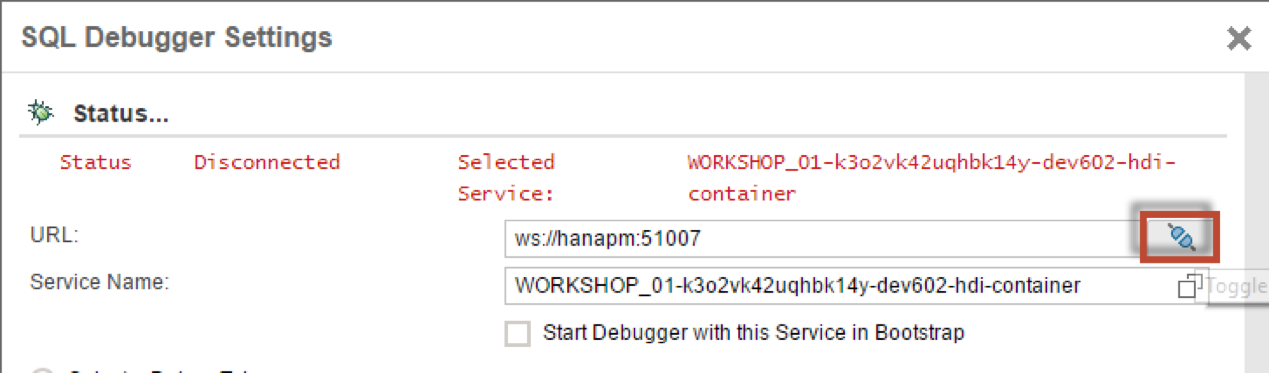 SQL Debugger Settings
Status...
Status Disconnected Selected Service: WORKSHOP_01-k3o2vk42uqhbk14y-dev602-hdi-container
URL: ws://hanapm:51007
Service Name: WORKSHOP_01-k3o2vk42uqhbk14y-dev602-hdi-container
Toggle
Start Debugger with this Service in Bootstrap